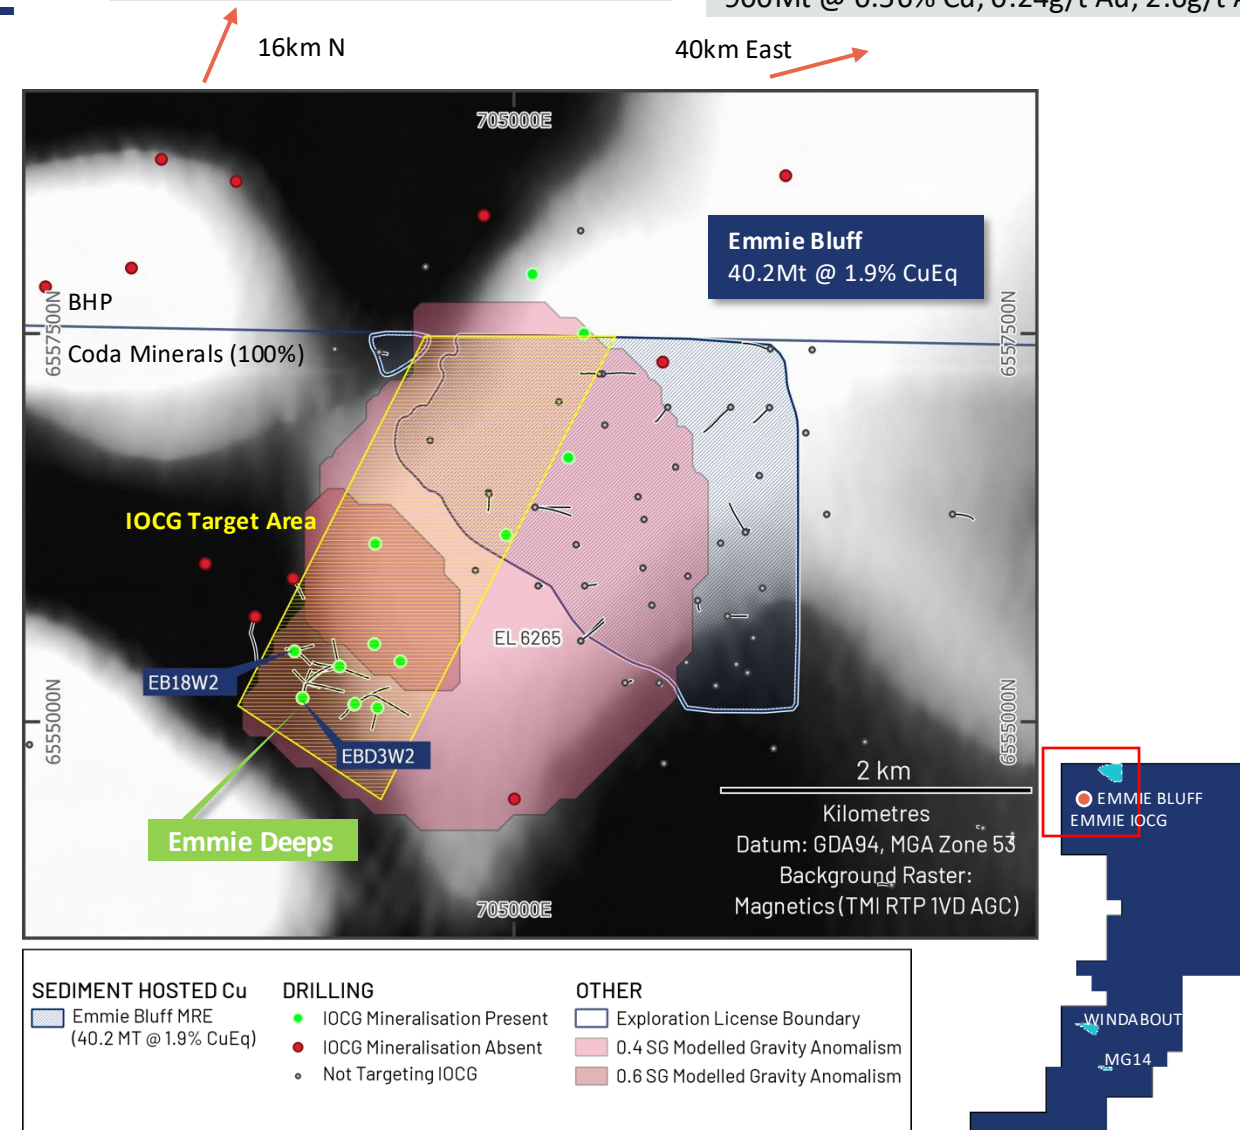 16km N
40km East
705000E
Emmie Bluff
40.2Mt @ 1.9% CuEq
BHP
6557500N
6557500N
Coda Minerals (100%)
IOCG Target Area
EL 6265
EB18W2
EBD3W2
6555000N
6555000N
Emmie Deeps
2 km
Kilometres
Datum: GDA94, MGA Zone 53
Background Raster:
Magnetics (TMI RTP 1VD AGC)
705000E
EMMIE BLUFF
EMMIE IOCG
WINDABOUT
MG14
SEDIMENT HOSTED Cu
Emmie Bluff MRE
(40.2 MT @ 1.9% CuEq)
DRILLING
IOCG Mineralisation Present
IOCG Mineralisation Absent
Not Targeting IOCG
OTHER
Exploration License Boundary
0.4 SG Modelled Gravity Anomalism
0.6 SG Modelled Gravity Anomalism